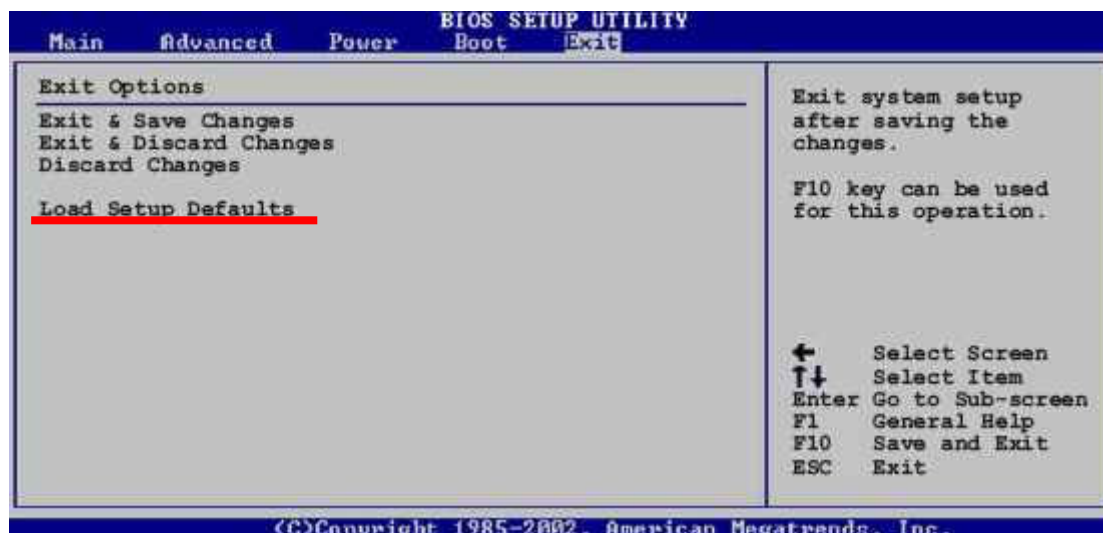 BIOS SETUP UTILITY
Main Advanced Power Boot Exit
Exit Options
Exit & Save Changes
Exit & Discard Changes
Discard Changes
Load Setup Defaults
Exit system setup
after saving the
changes.
F10 key can be used
for this operation.
← Select Screen
↑↓ Select Item
Enter Go to Sub-screen
F1 General Help
F10 Save and Exit
ESC Exit
(C)Copyright 1985-2002, American Megatrends, Inc.